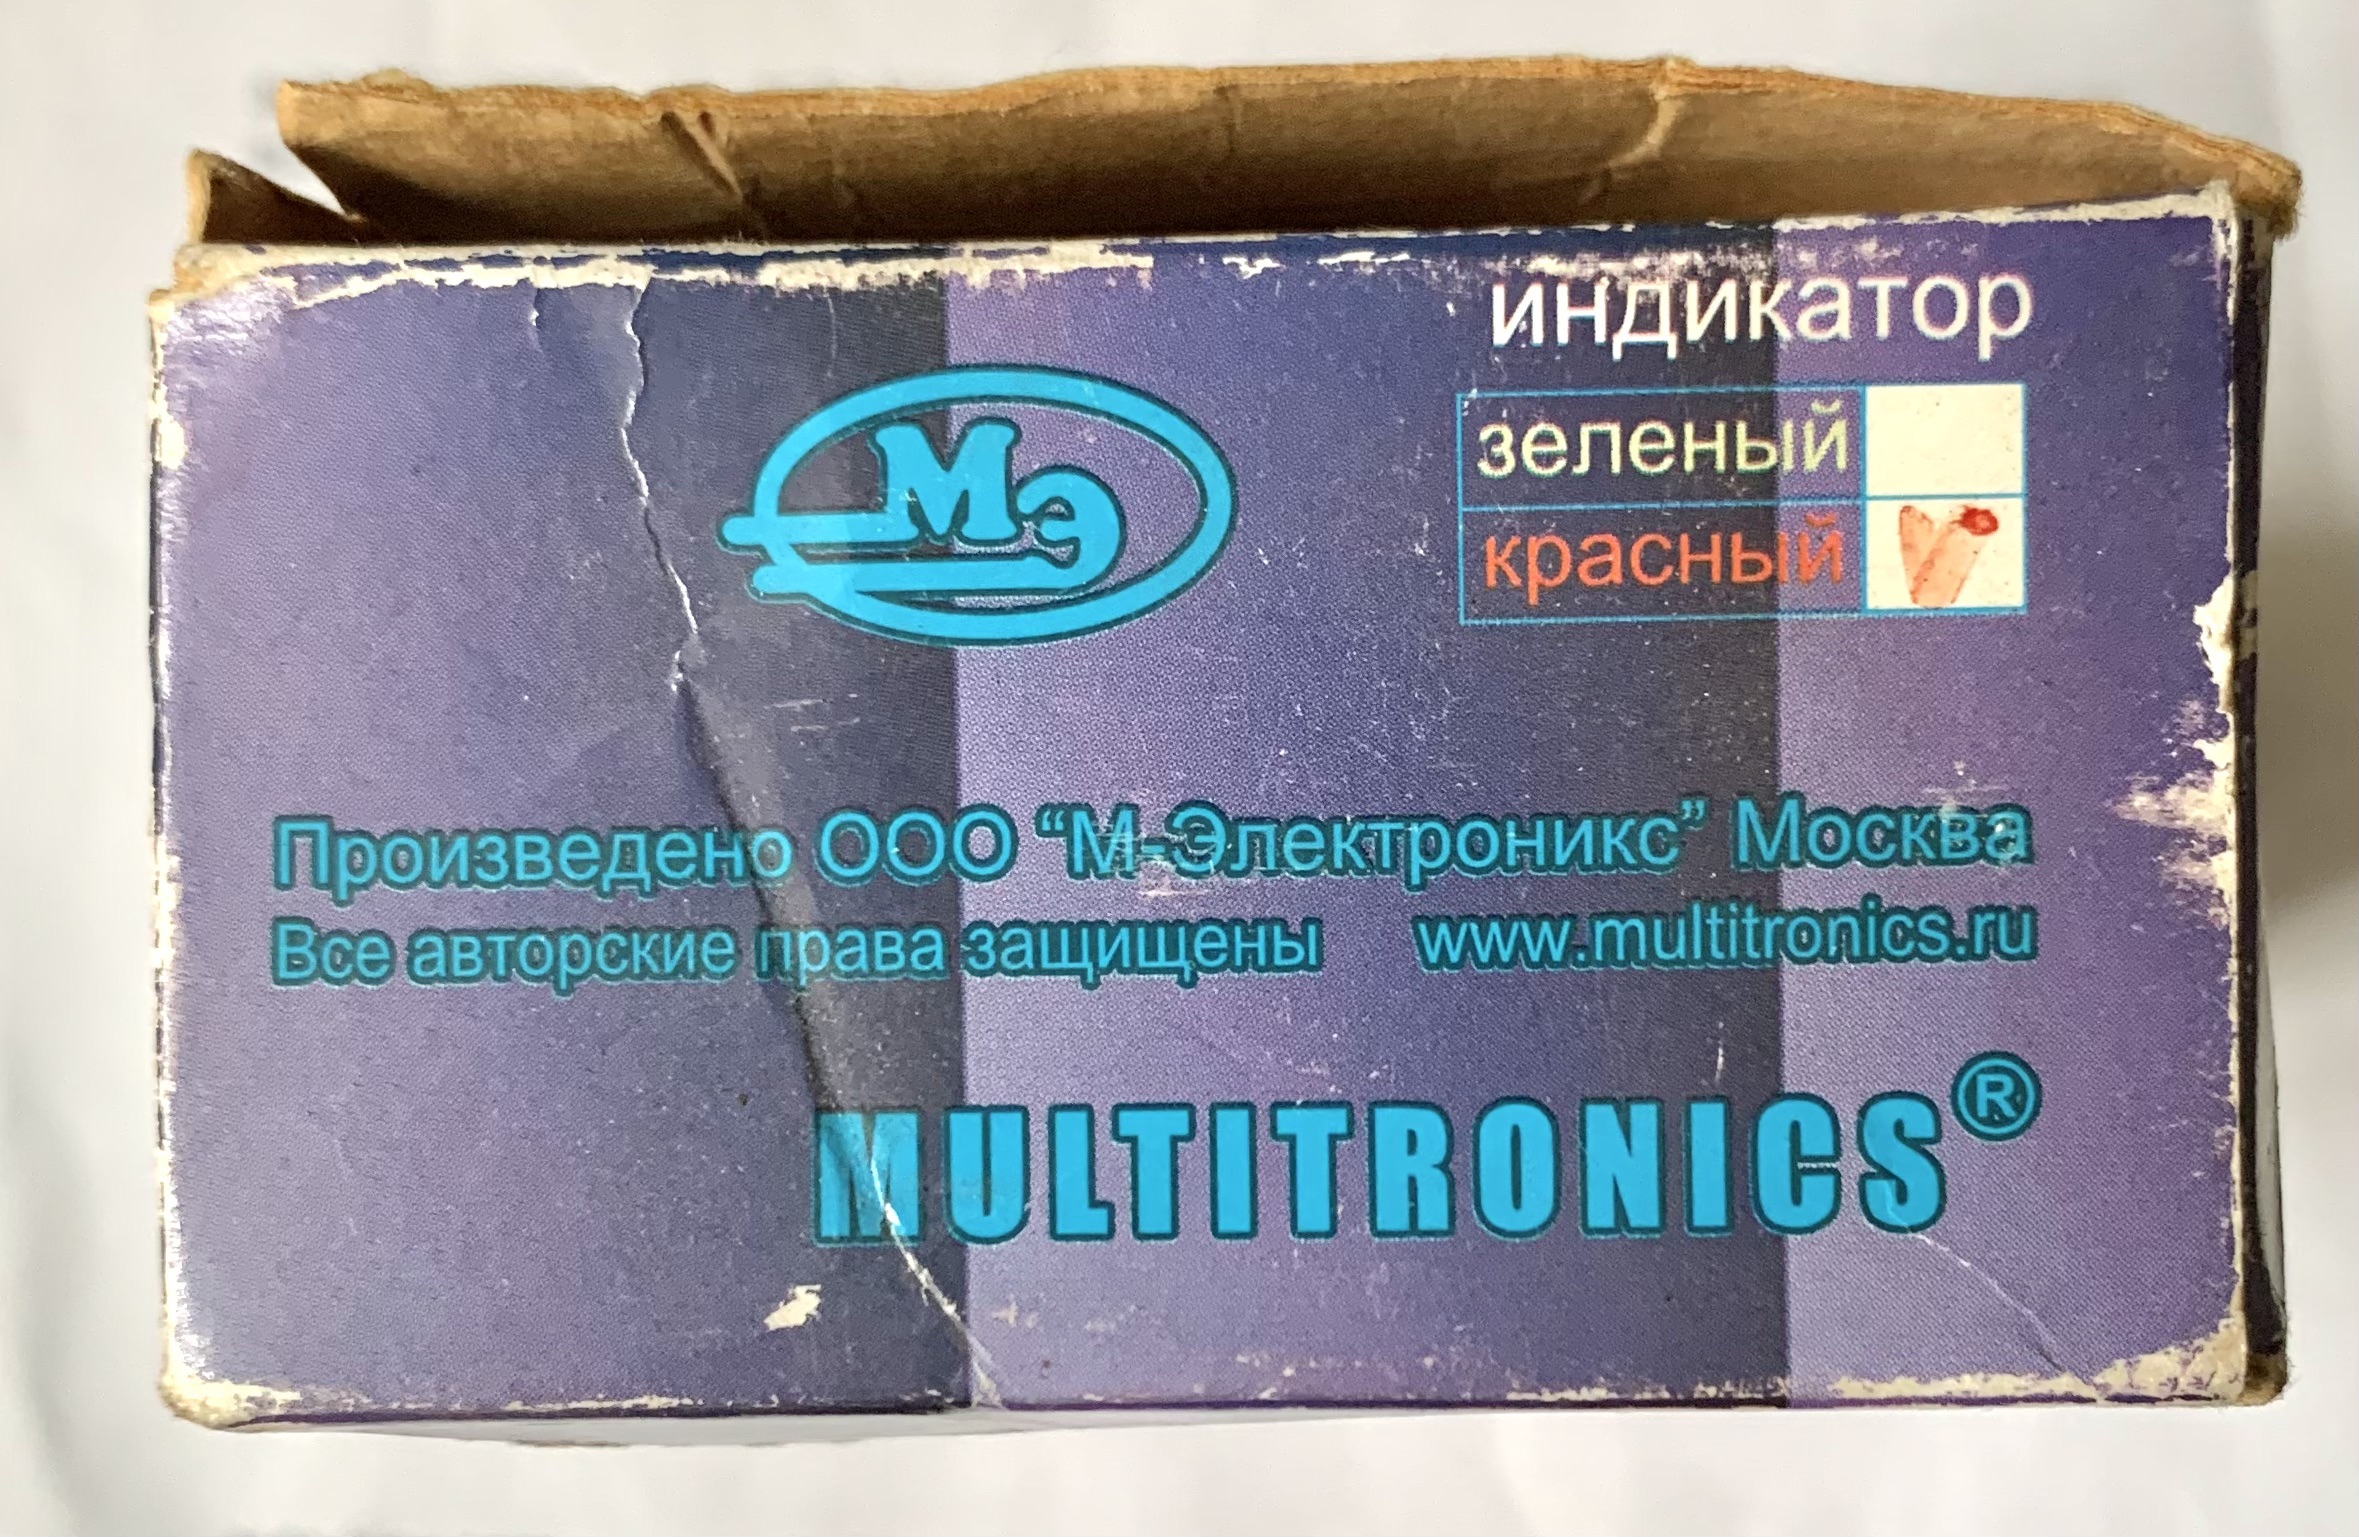 индикатор
зеленый
красный
МЭ
Произведено ООО “М-Электроникс” Москва
Все авторские права защищены www.multitronics.ru
MULTITRONICS®